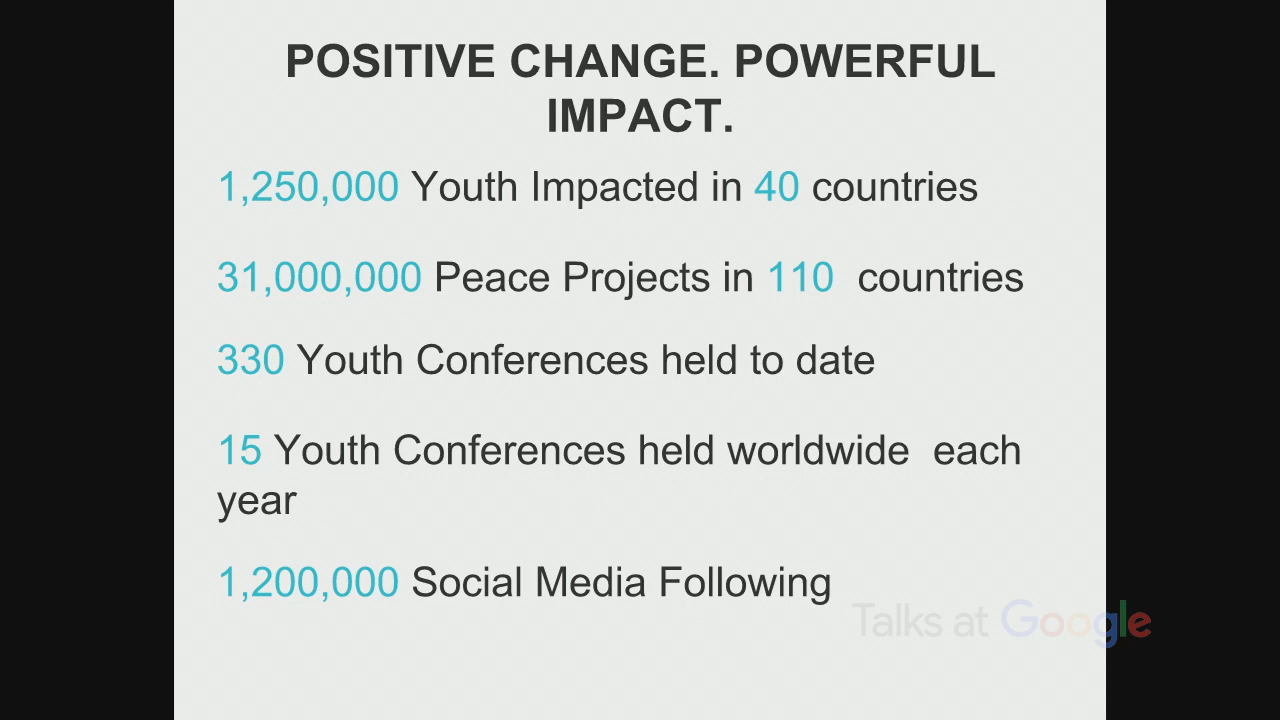 POSITIVE CHANGE. POWERFUL
IMPACT.
1,250,000 Youth Impacted in 40 countries
31,000,000 Peace Projects in 110 countries
330 Youth Conferences held to date
15 Youth Conferences held worldwide each
year
1,200,000 Social Media Following
Talks at Google